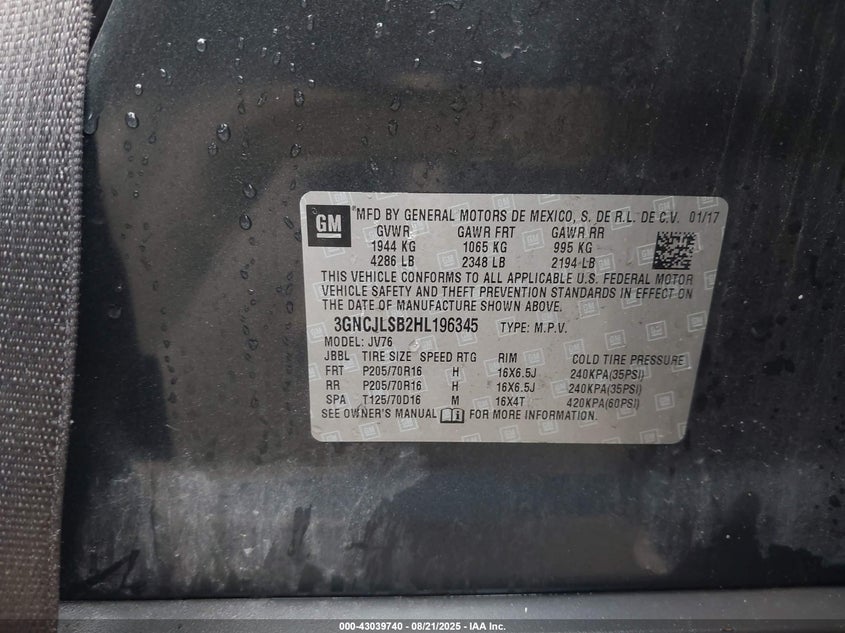 GM
®MFD BY GENERAL MOTORS DE MEXICO, S. DE R.L. DE C.V. 01/17
GVWR GAWR FRT GAWR RR
1944 KG 1065 KG 995 KG
4286 LB 2348 LB 2194 LB
THIS VEHICLE CONFORMS TO ALL APPLICABLE U.S. FEDERAL MOTOR
VEHICLE SAFETY AND THEFT PREVENTION STANDARDS IN EFFECT ON
THE DATE OF MANUFACTURE SHOWN ABOVE.
3GNCJLSB2HL196345 TYPE: M.P.V.
MODEL: JV76
JBBL TIRE SIZE SPEED RTG RIM COLD TIRE PRESSURE
FRT P205/70R16 H 16X6.5J 240KPA(35PSI)
RR P205/70R16 H 16X6.5J 240KPA(35PSI)
SPA T125/70D16 M 16X4T 420KPA(60PSI)
SEE OWNER'S MANUAL FOR MORE INFORMATION.
000-43039740 - 08/21/2025 - IAA Inc.